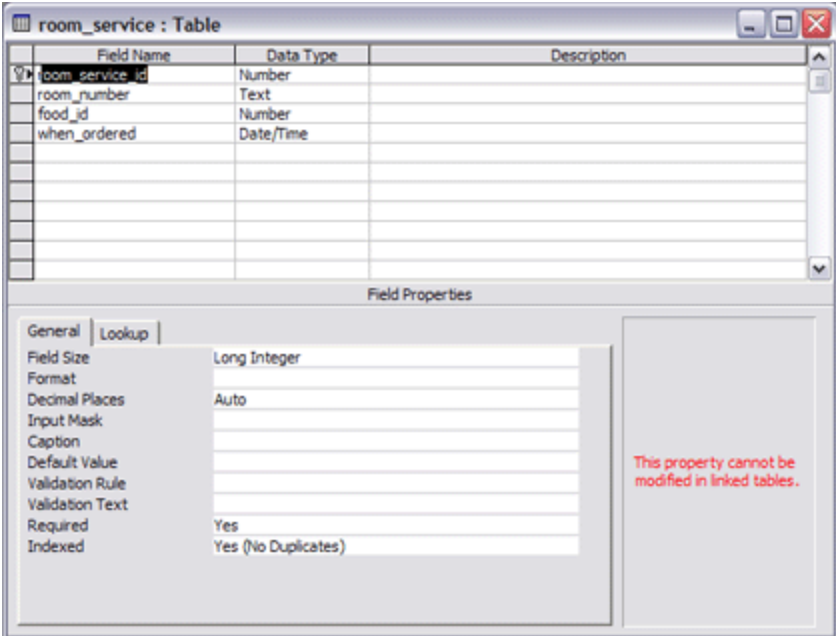 room_service : Table
Field Name Data Type Description
room_service_id Number
room_number Text
food_id Number
when_ordered Date/Time
Field Properties
General Lookup
Field Size Long Integer
Format
Decimal Places Auto
Input Mask
Caption
Default Value
Validation Rule
Validation Text
Required Yes
Indexed Yes (No Duplicates)
This property cannot be
modified in linked tables.